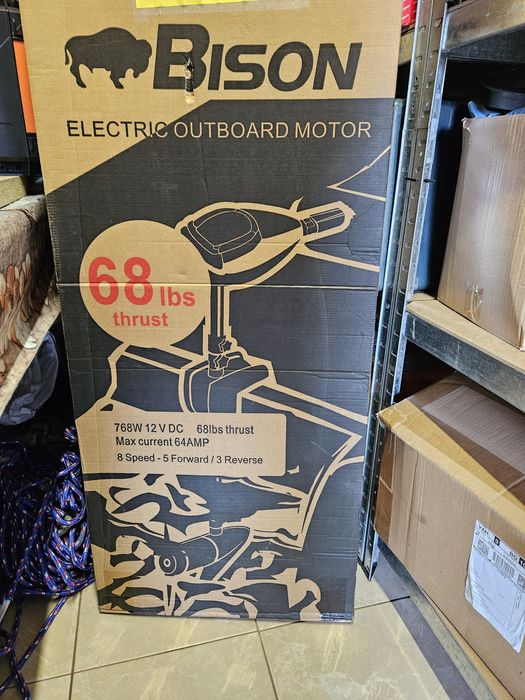 BISON
ELECTRIC OUTBOARD MOTOR
68 lbs
thrust
768W 12 V DC 68lbs thrust
Max current 64AMP
8 Speed - 5 Forward / 3 Reverse